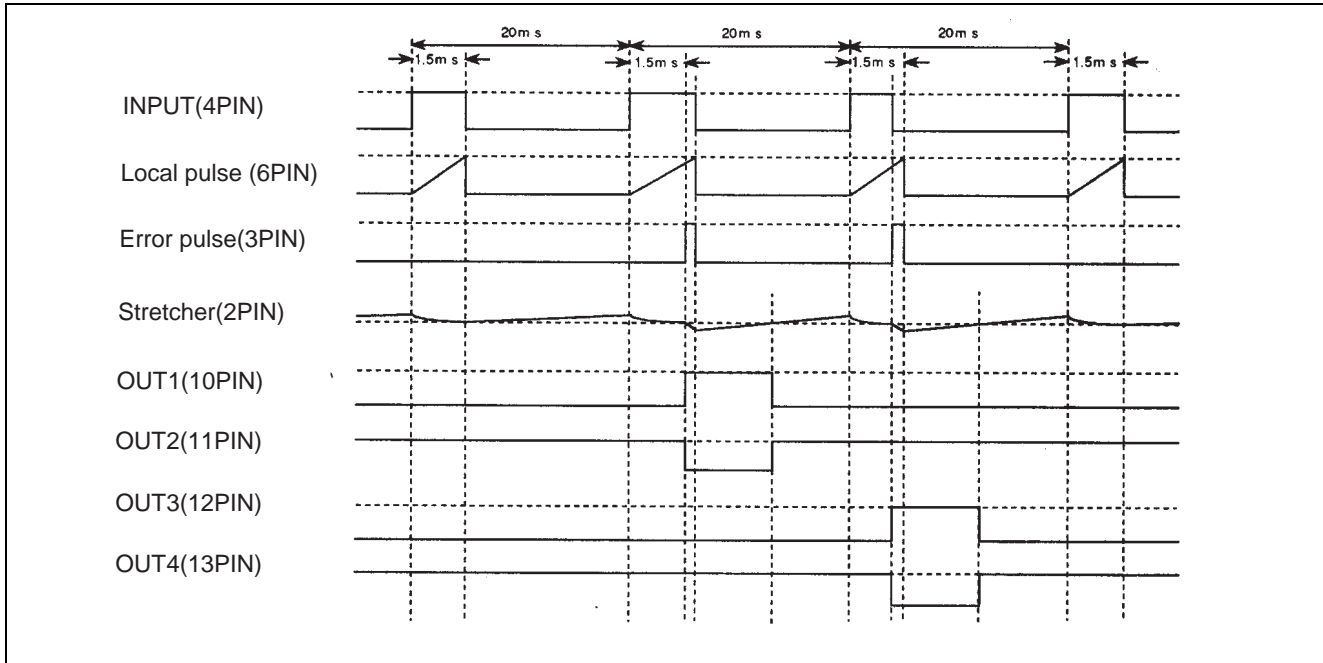 20m s 20m s 20m s
1.5m s 1.5m s 1.5m s 1.5m s
INPUT(4PIN)
Local pulse (6PIN)
Error pulse(3PIN)
Stretcher(2PIN)
OUT1(10PIN)
OUT2(11PIN)
OUT3(12PIN)
OUT4(13PIN)